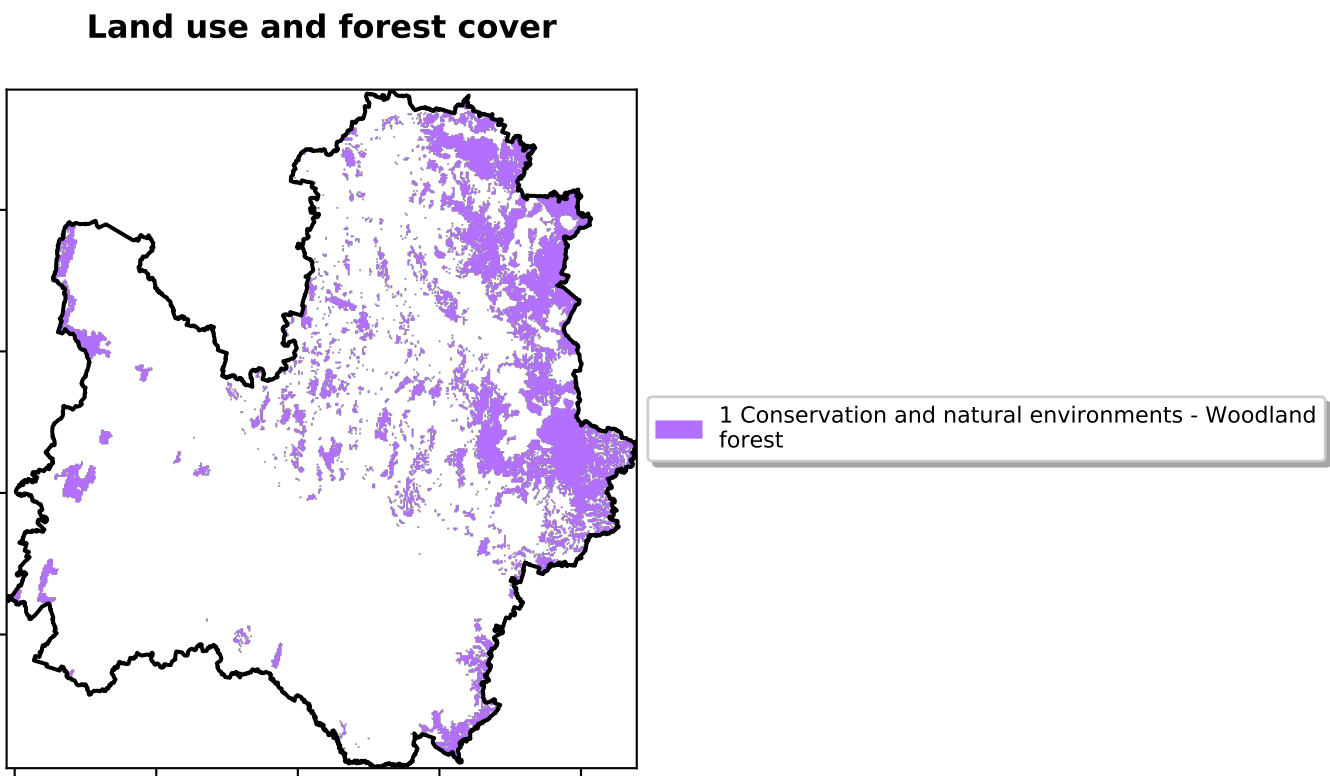 Land use and forest cover
1 Conservation and natural environments - Woodland
forest